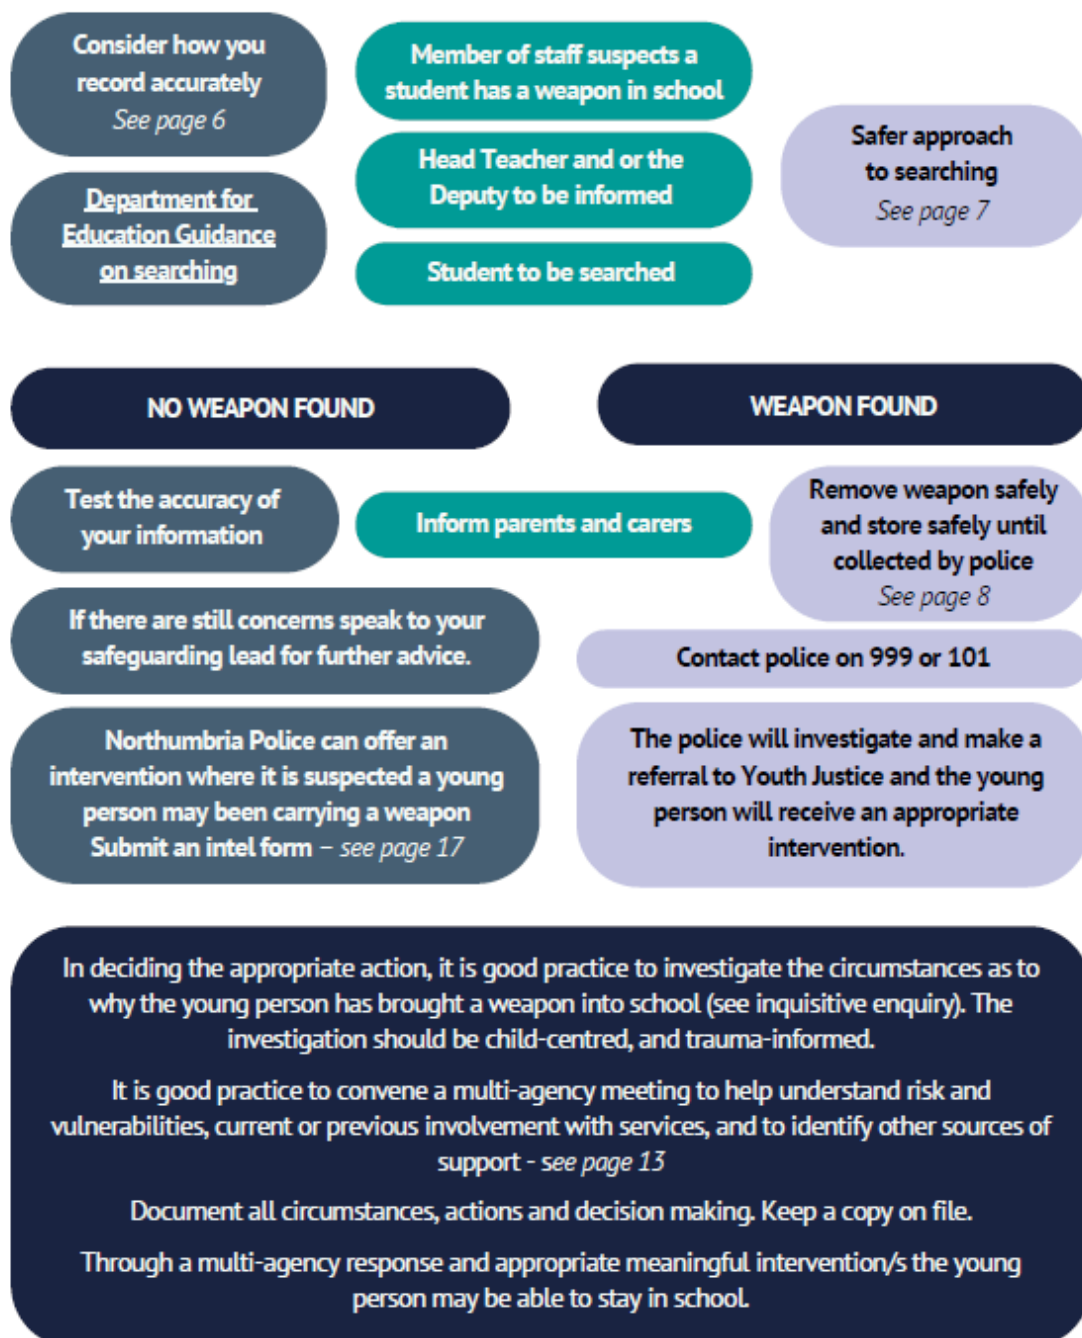 Consider how you
record accurately
See page 6
Department for
Education Guidance
on searching
Member of staff suspects a
student has a weapon in school
Head Teacher and or the
Deputy to be informed
Student to be searched
Safer approach
to searching
See page 7
NO WEAPON FOUND
WEAPON FOUND
Test the accuracy of
your information
Inform parents and carers
Remove weapon safely
and store safely until
collected by police
See page 8
If there are still concerns speak to your
safeguarding lead for further advice.
Contact police on 999 or 101
Northumbria Police can offer an
intervention where it is suspected a young
person may been carrying a weapon
Submit an intel form – see page 17
The police will investigate and make a
referral to Youth Justice and the young
person will receive an appropriate
intervention.
In deciding the appropriate action, it is good practice to investigate the circumstances as to
why the young person has brought a weapon into school (see inquisitive enquiry). The
investigation should be child-centred, and trauma-informed.
It is good practice to convene a multi-agency meeting to help understand risk and
vulnerabilities, current or previous involvement with services, and to identify other sources of
support - see page 13
Document all circumstances, actions and decision making. Keep a copy on file.
Through a multi-agency response and appropriate meaningful intervention/s the young
person may be able to stay in school.